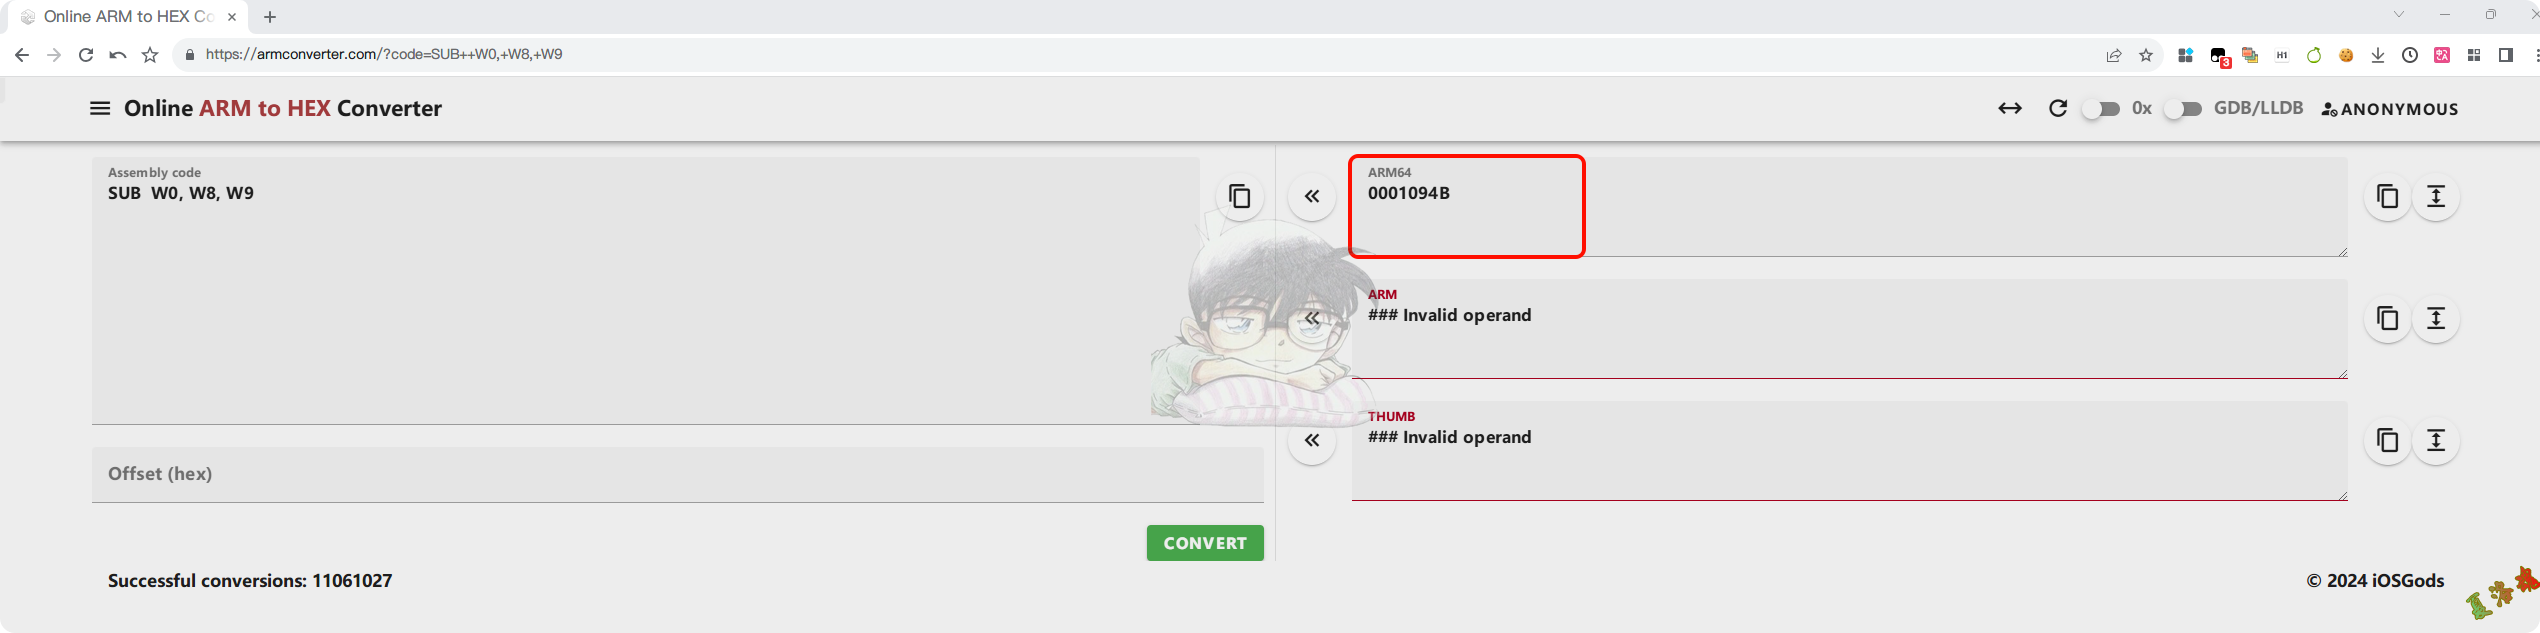 Online ARM to HEX Co
https://armconverter.com/?code=SUB++W0,+W8,+W9
3
H1
Online ARM to HEX Converter
0x
GDB/LLDB
ANONYMOUS
Assembly code
SUB  W0, W8, W9
ARM64
0001094B
ARM
### Invalid operand
THUMB
### Invalid operand
Offset (hex)
CONVERT
Successful conversions: 11061027
© 2024 iOSGods